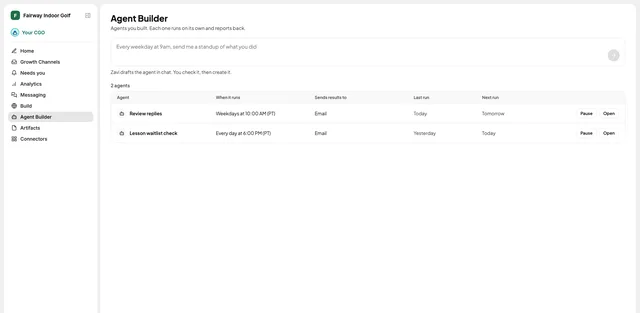 F Fairway Indoor Golf
Your CGO
Home
Growth Channels
Needs you
Analytics
Messaging
Build
Agent Builder
Artifacts
Connectors
Agent Builder
Agents you built. Each one runs on its own and reports back.
Every weekday at 9am, send me a standup of what you did
Zavi drafts the agent in chat. You check it, then create it.
2 agents
Agent When it runs Sends results to Last run Next run
Review replies Weekdays at 10:00 AM (PT) Email Today Tomorrow Pause Open
Lesson waitlist check Every day at 6:00 PM (PT) Email Yesterday Today Pause Open